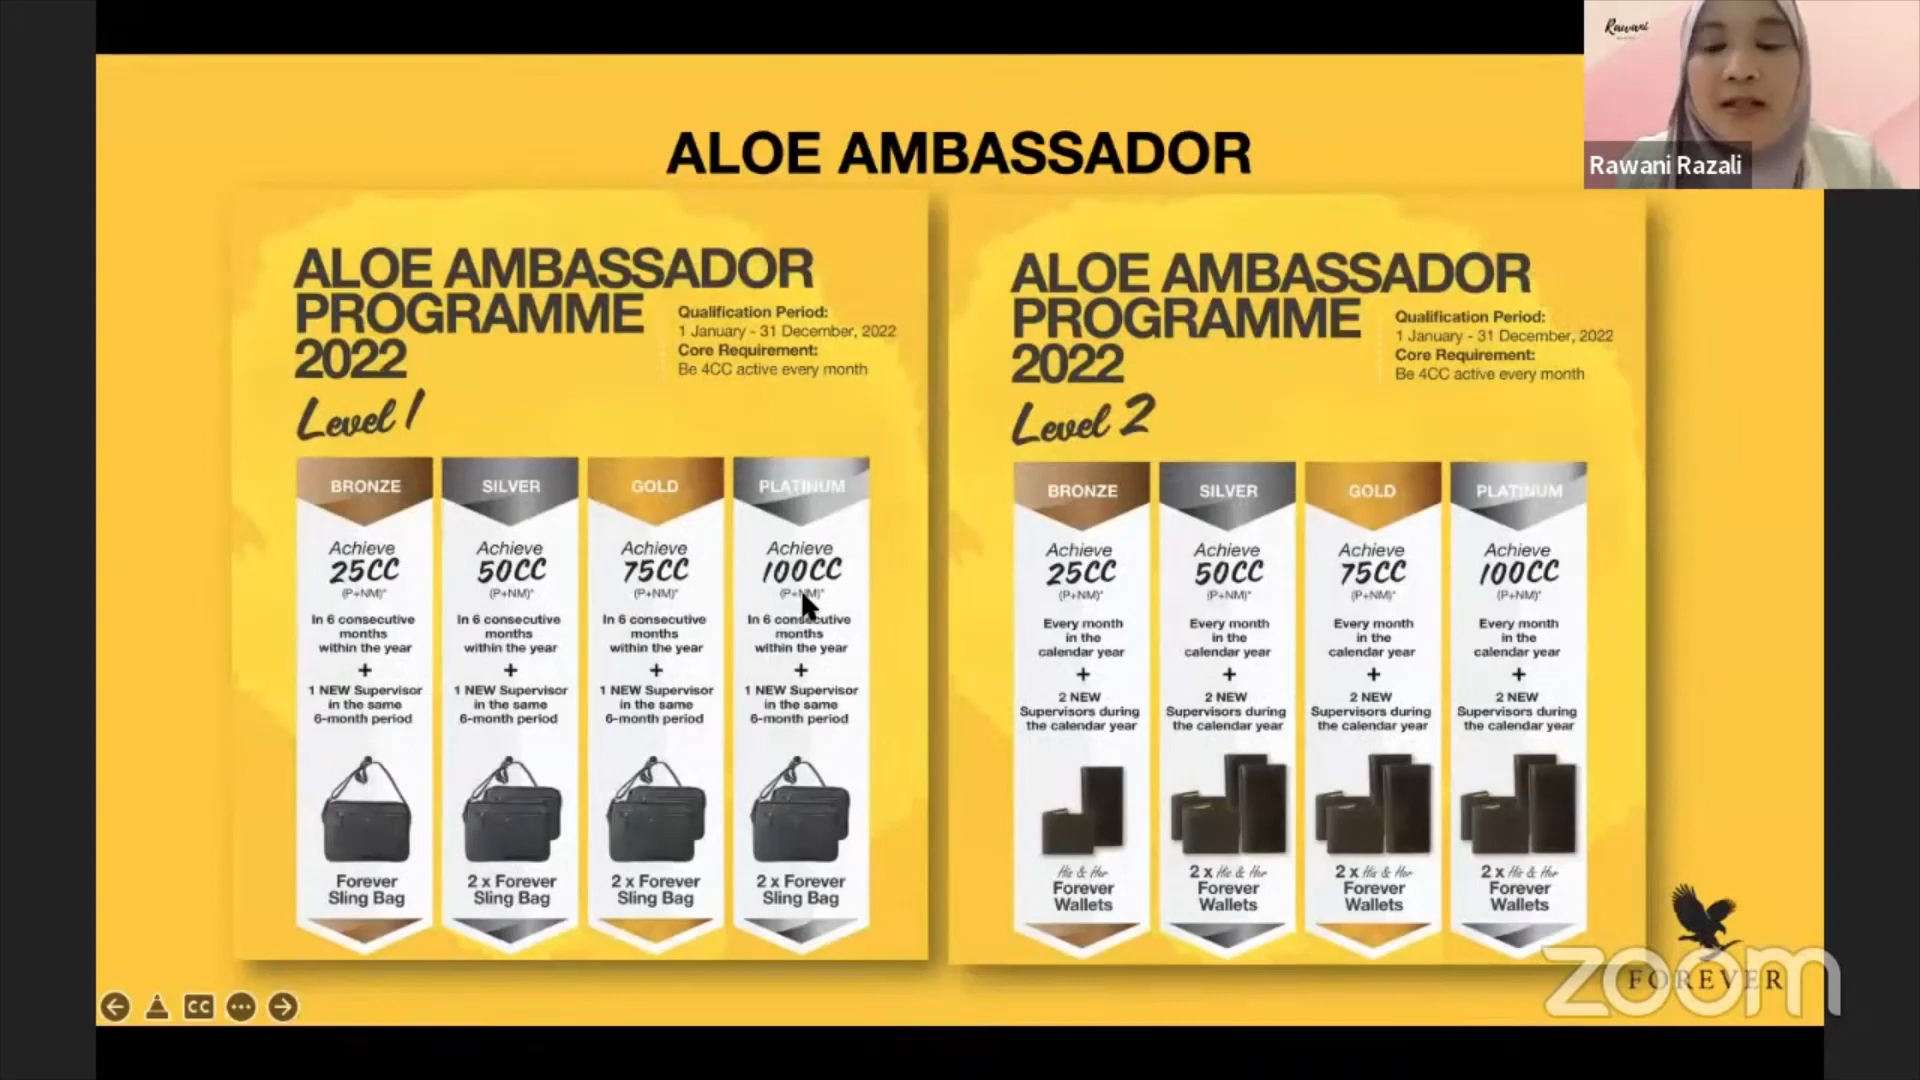 Rawani
Rawani Razali
ALOE AMBASSADOR
ALOE AMBASSADOR
PROGRAMME
2022
Qualification Period:
1 January - 31 December, 2022
Core Requirement:
Be 4CC active every month
Level 1
BRONZE
Achieve
25CC
(P+NM)*
In 6 consecutive
months
within the year
+
1 NEW Supervisor
in the same
6-month period
Forever
Sling Bag
SILVER
Achieve
50CC
(P+NM)*
In 6 consecutive
months
within the year
+
1 NEW Supervisor
in the same
6-month period
2 x Forever
Sling Bag
GOLD
Achieve
75CC
(P+NM)*
In 6 consecutive
months
within the year
+
1 NEW Supervisor
in the same
6-month period
2 x Forever
Sling Bag
PLATINUM
Achieve
100CC
(P+NM)*
In 6 consecutive
months
within the year
+
1 NEW Supervisor
in the same
6-month period
2 x Forever
Sling Bag
ALOE AMBASSADOR
PROGRAMME
2022
Qualification Period:
1 January - 31 December, 2022
Core Requirement:
Be 4CC active every month
Level 2
BRONZE
Achieve
25CC
(P+NM)*
Every month
in the
calendar year
+
2 NEW
Supervisors during
the calendar year
His & Her
Forever
Wallets
SILVER
Achieve
50CC
(P+NM)*
Every month
in the
calendar year
+
2 NEW
Supervisors during
the calendar year
2 x His & Her
Forever
Wallets
GOLD
Achieve
75CC
(P+NM)*
Every month
in the
calendar year
+
2 NEW
Supervisors during
the calendar year
2 x His & Her
Forever
Wallets
PLATINUM
Achieve
100CC
(P+NM)*
Every month
in the
calendar year
+
2 NEW
Supervisors during
the calendar year
2 x His & Her
Forever
Wallets
CC
FOREVER
zoom